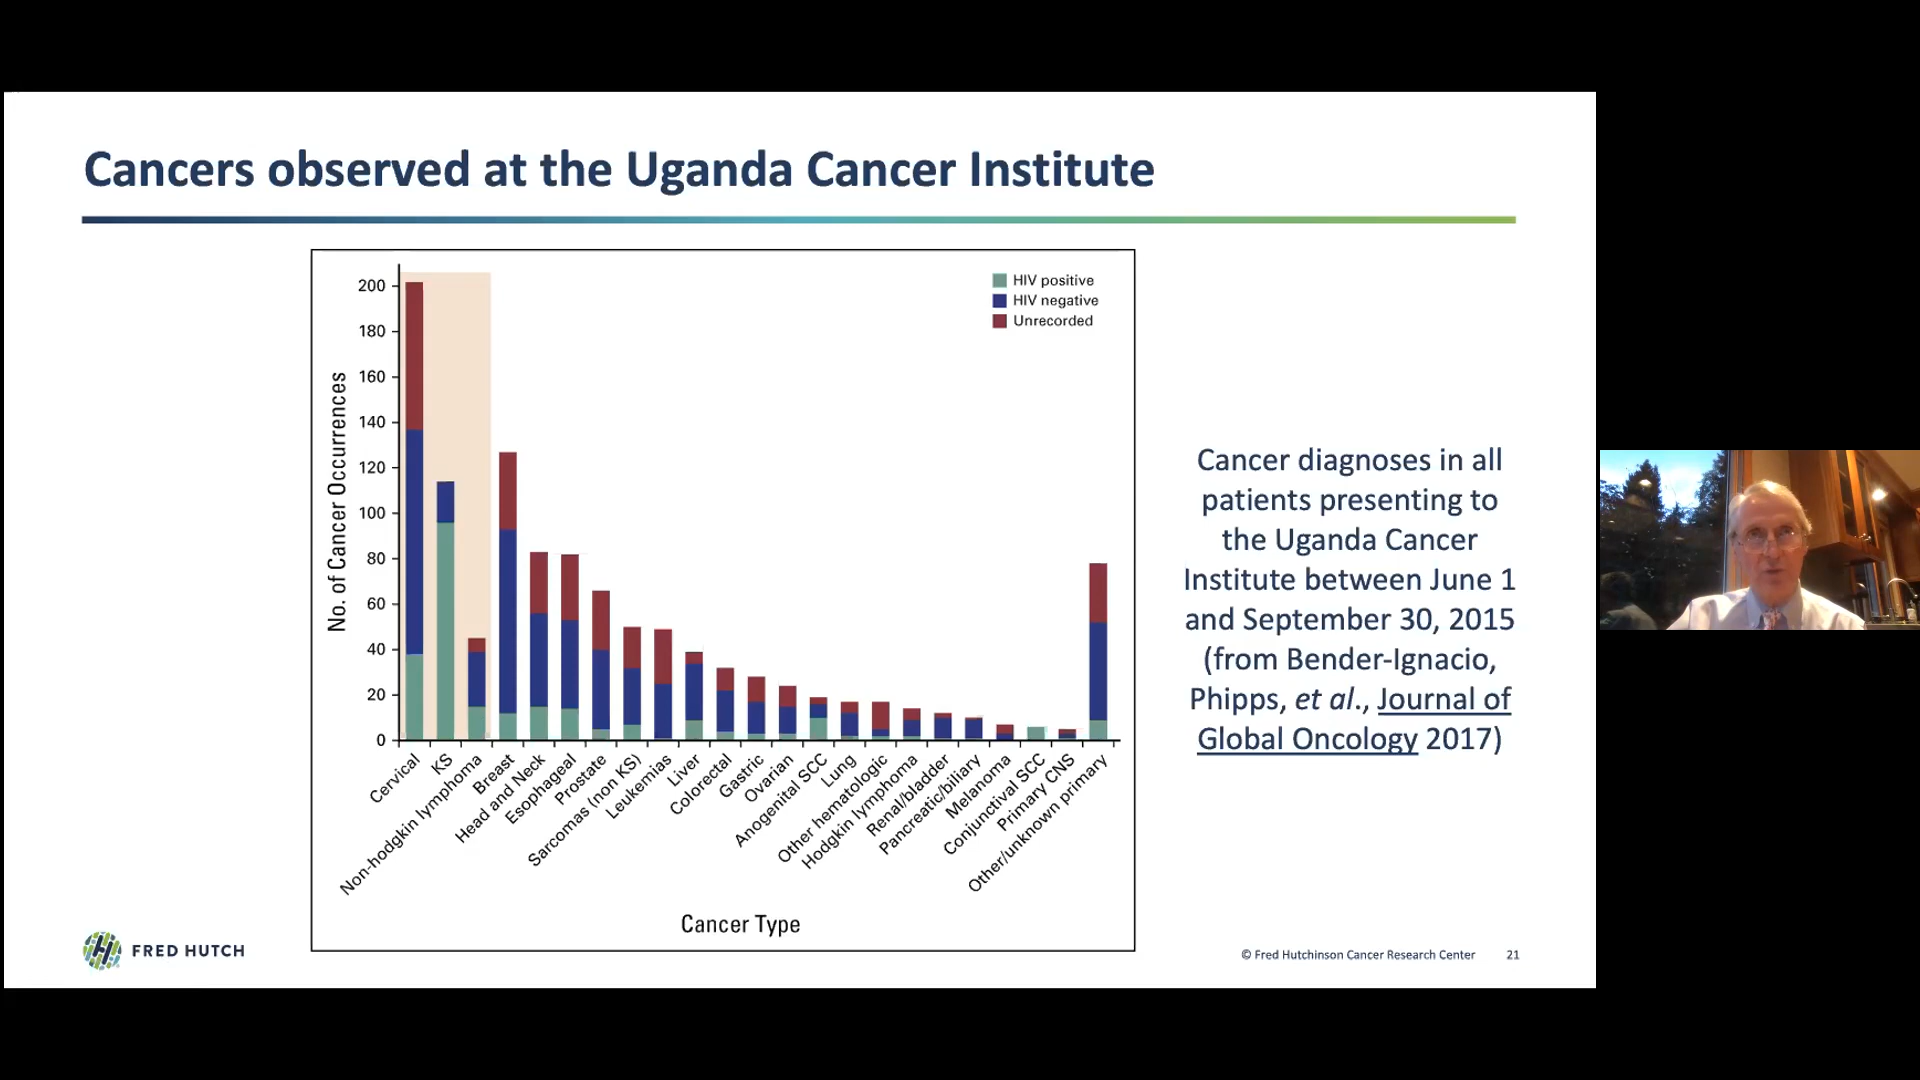 Cancers observed at the Uganda Cancer Institute
HIV positive
HIV negative
Unrecorded
No. of Cancer Occurrences
200
180
160
140
120
100
80
60
40
20
0
Cervical
KS
Non-hodgkin lymphoma
Breast
Head and Neck
Esophageal
Prostate
Sarcomas (non KS)
Leukemias
Liver
Colorectal
Gastric
Ovarian
Anogenital SCC
Lung
Other hematologic
Hodgkin lymphoma
Renal/bladder
Pancreatic/biliary
Melanoma
Conjunctival SCC
Primary CNS
Other/unknown primary
Cancer Type
Cancer diagnoses in all
patients presenting to
the Uganda Cancer
Institute between June 1
and September 30, 2015
(from Bender-Ignacio,
Phipps, et al., Journal of
Global Oncology 2017)
FRED HUTCH
© Fred Hutchinson Cancer Research Center 21